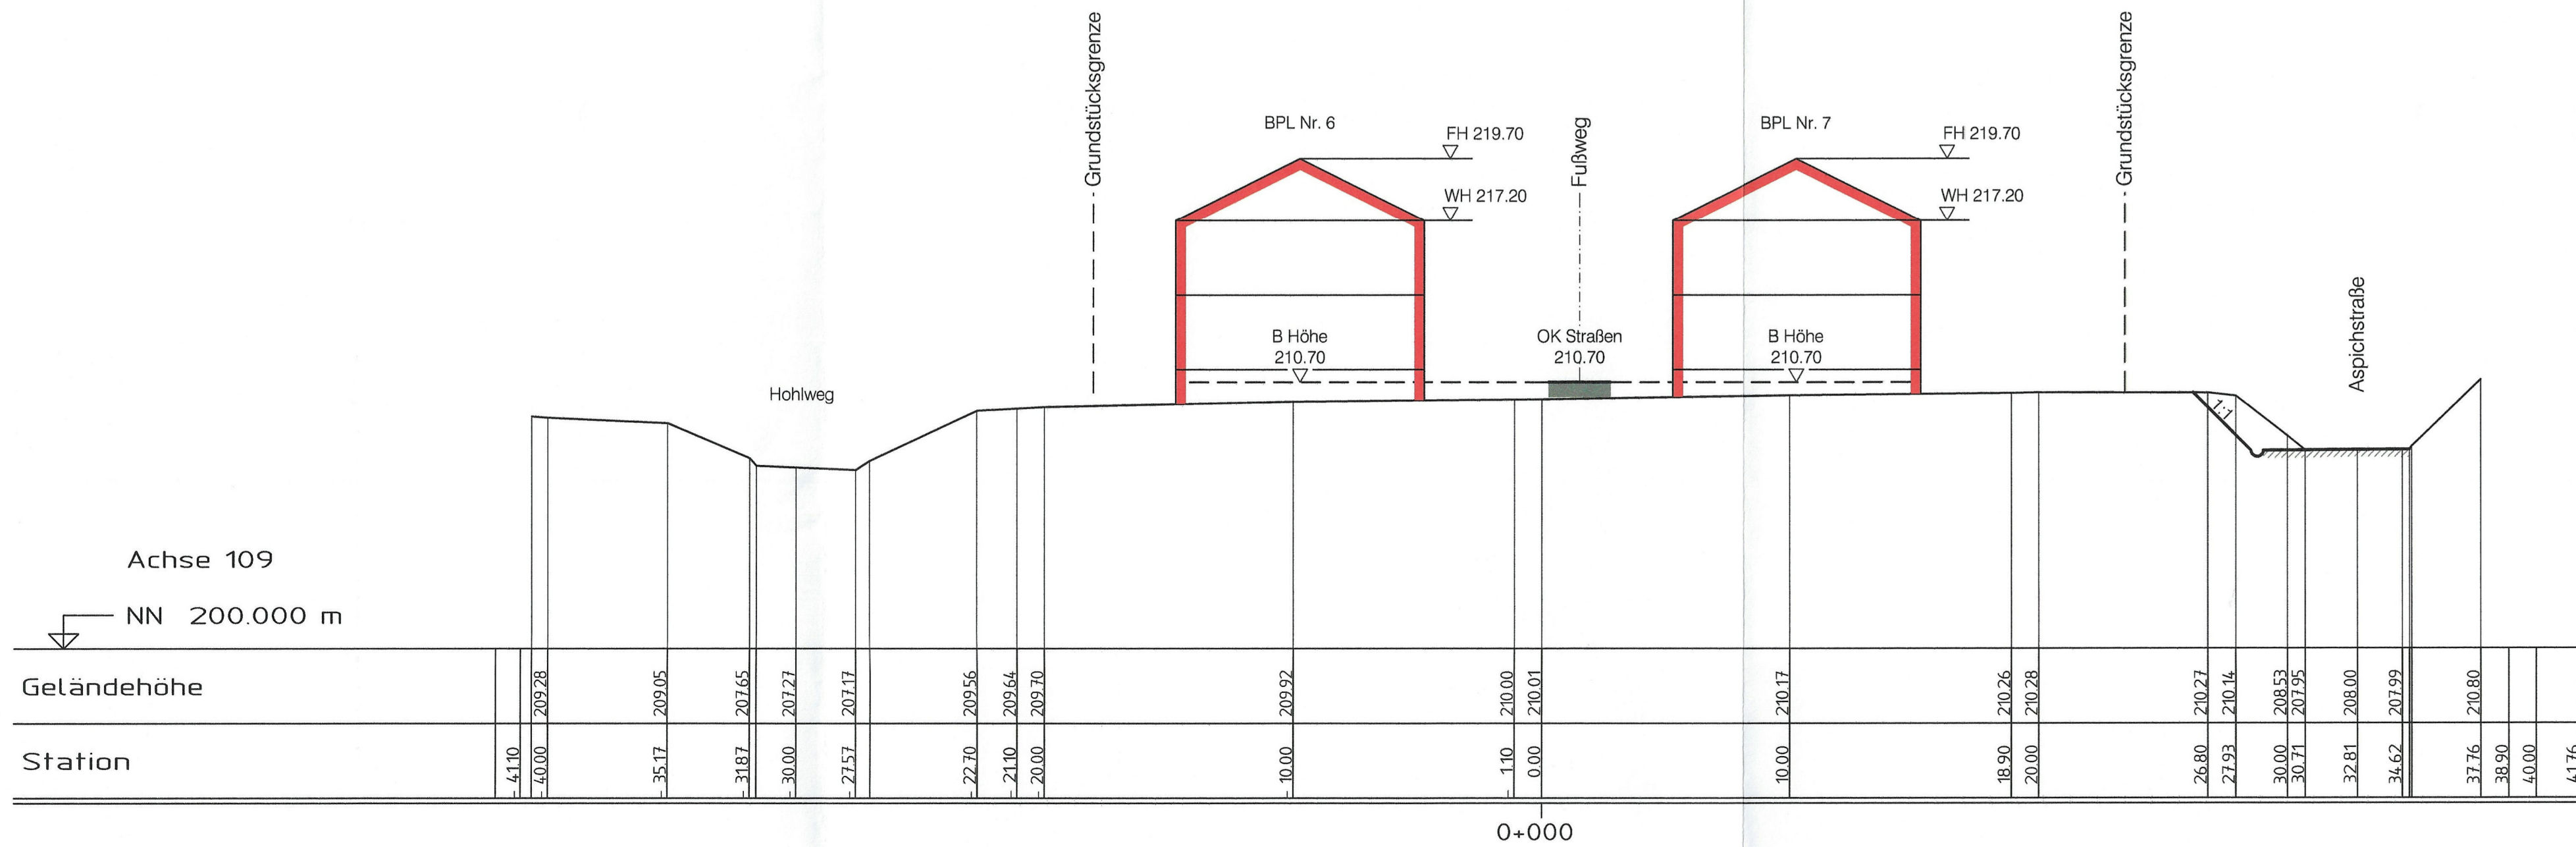 Grundstücksgrenze
Grundstücksgrenze
BPL Nr. 6
BPL Nr. 7
FH 219.70
FH 219.70
Fußweg
WH 217.20
WH 217.20
Aspichstraße
B Höhe
210.70
OK Straßen
210.70
B Höhe
210.70
Hohlweg
1:1
Achse 109
NN 200.000 m
Geländehöhe 209.28 209.05 207.65 207.27 207.17 209.56 209.64 209.70 209.92 210.00 210.01 210.17 210.26 210.28 210.27 210.14 208.53 207.95 208.00 207.99 210.80
Station -41.10 -40.00 -35.17 -31.87 -30.00 -27.57 -22.70 -21.10 -20.00 -10.00 -1.10 0.00 10.00 18.90 20.00 26.80 27.93 30.00 30.71 32.81 34.62 37.76 38.90 40.00 41.76
0+000